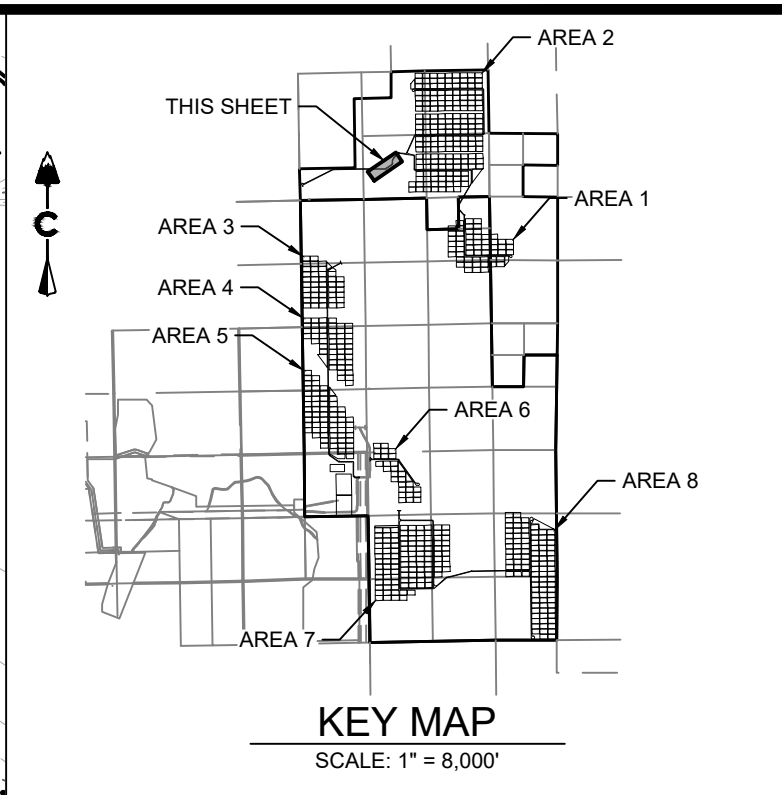 AREA 2
THIS SHEET
AREA 1
AREA 3
AREA 4
AREA 5
AREA 6
AREA 8
AREA 7
KEY MAP
SCALE: 1" = 8,000'